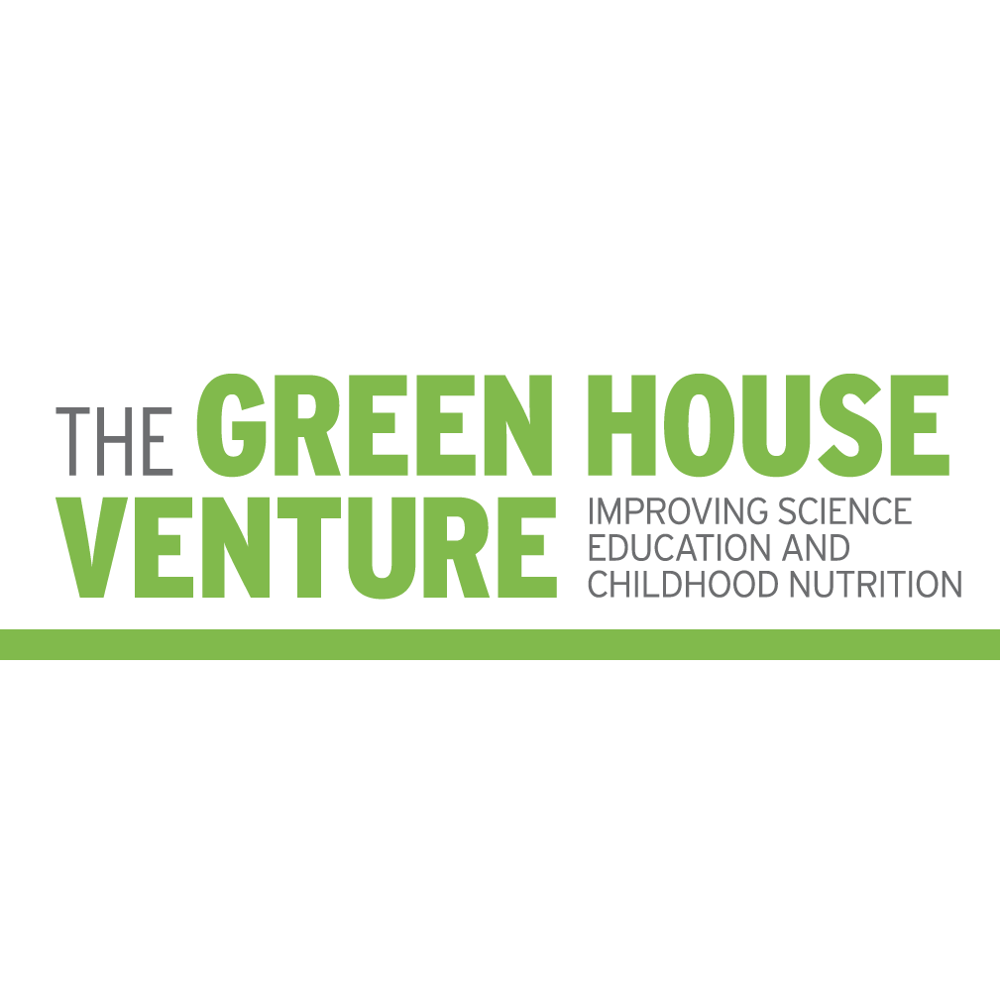 THE GREEN HOUSE
VENTURE
IMPROVING SCIENCE
EDUCATION AND
CHILDHOOD NUTRITION